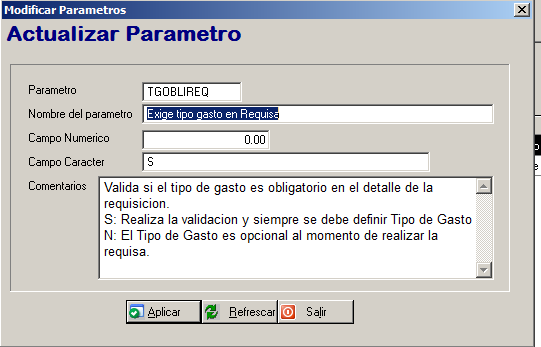 Modificar Parametros
Actualizar Parametro
Parametro TGOBLIREQ
Nombre del parametro Exige tipo gasto en Requisa
Campo Numerico 0.00
Campo Caracter S
Comentarios Valida si el tipo de gasto es obligatorio en el detalle de la
requisicion.
S: Realiza la validacion y siempre se debe definir Tipo de Gasto
N: El Tipo de Gasto es opcional al momento de realizar la
requisa.
Aplicar Refrescar Salir